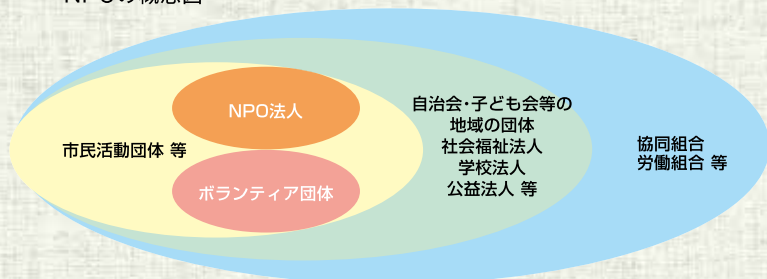 NPO法人
市民活動団体 等
ボランティア団体
自治会・子ども会等の
地域の団体
社会福祉法人
学校法人
公益法人 等
協同組合
労働組合 等